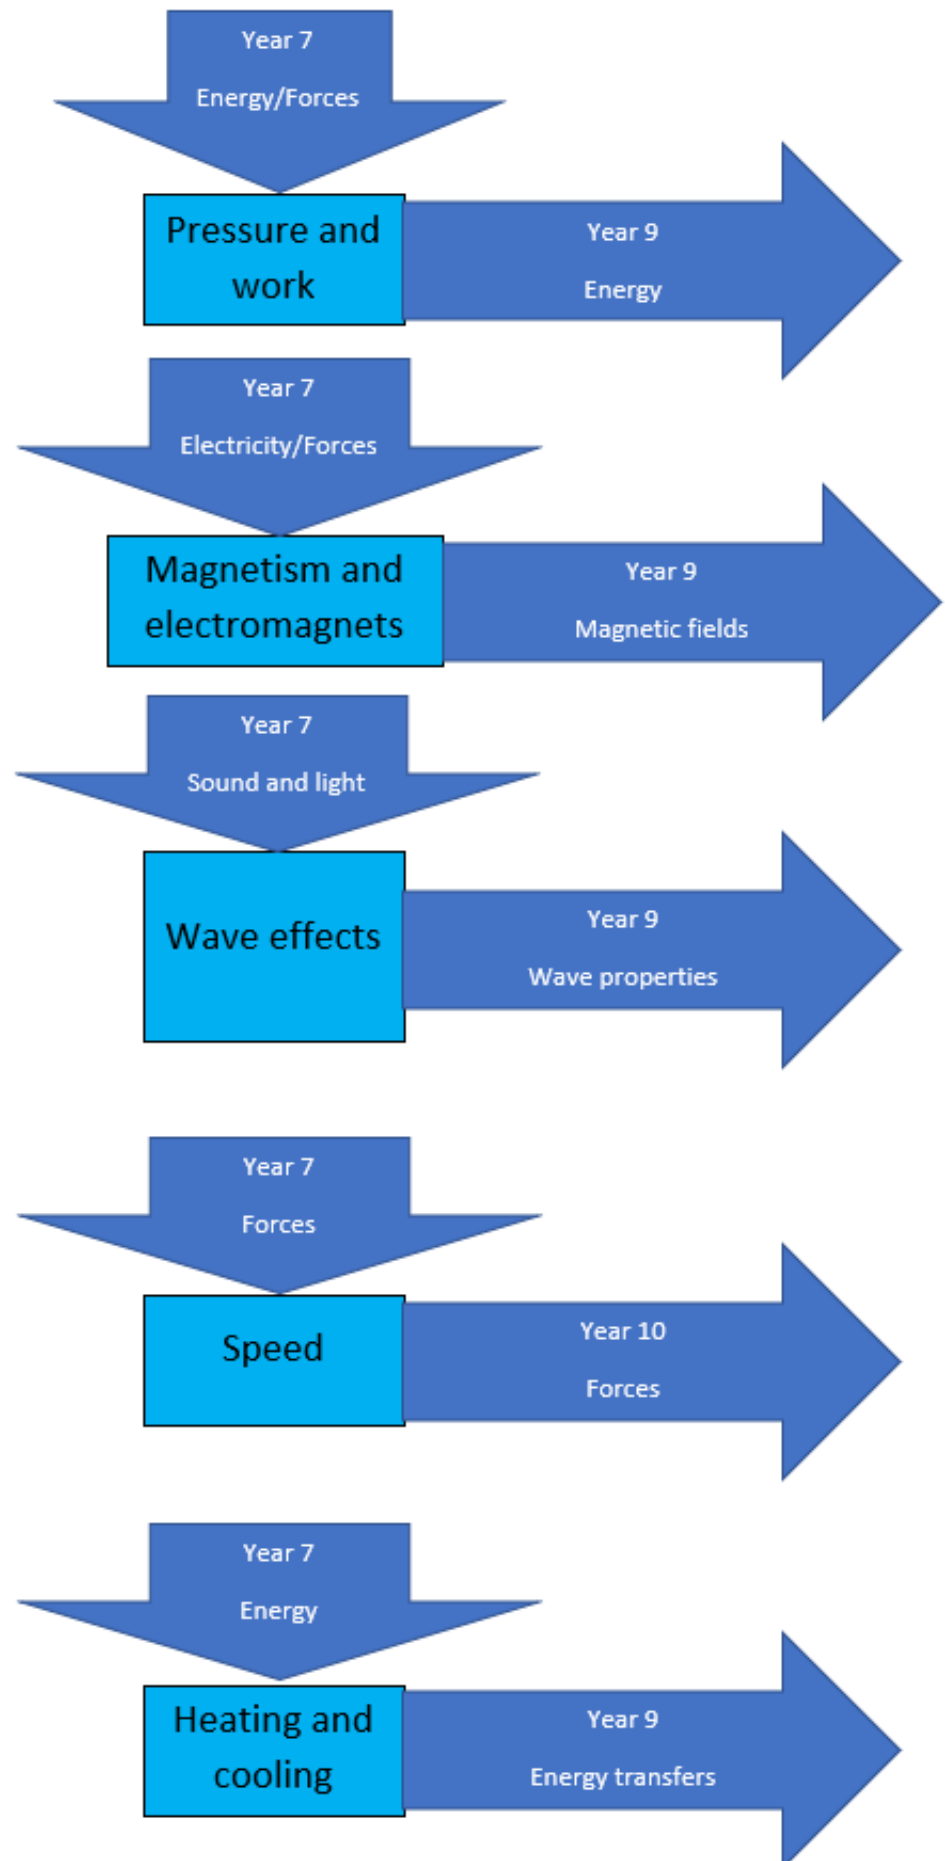 Year 7
Energy/Forces
Pressure and
work
Year 9
Energy
Year 7
Electricity/Forces
Magnetism and
electromagnets
Year 9
Magnetic fields
Year 7
Sound and light
Wave effects
Year 9
Wave properties
Year 7
Forces
Speed
Year 10
Forces
Year 7
Energy
Heating and
cooling
Year 9
Energy transfers